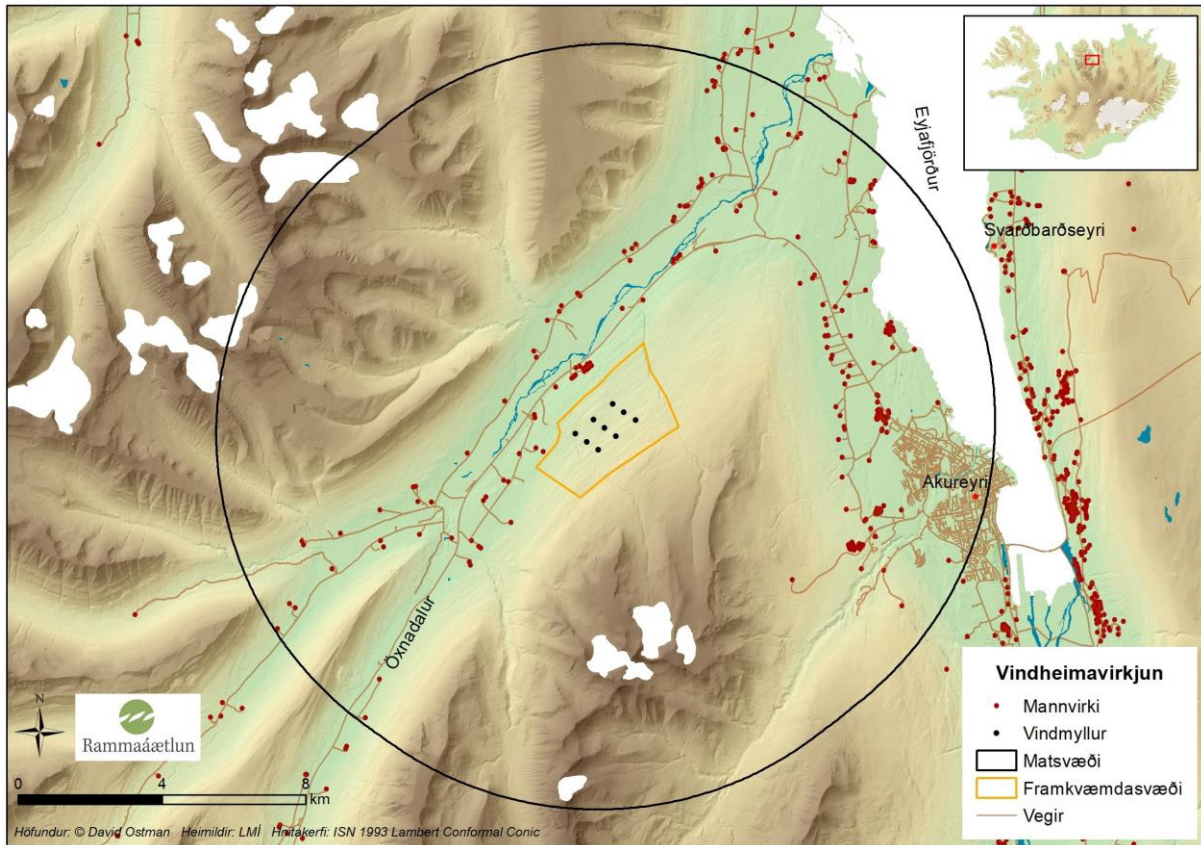 Eyjafjörður
Svarðbarðseyri
Akureyri
Öxnadalur
N
Rammaáætlun
0 4 8
km
Höfundur: © David Ostman Heimildir: LMÍ Hnitakerfi: ISN 1993 Lambert Conformal Conic
Vindheimavirkjun
Mannvirki
Vindmyllur
Matsvæði
Framkvæmdasvæði
Vegir